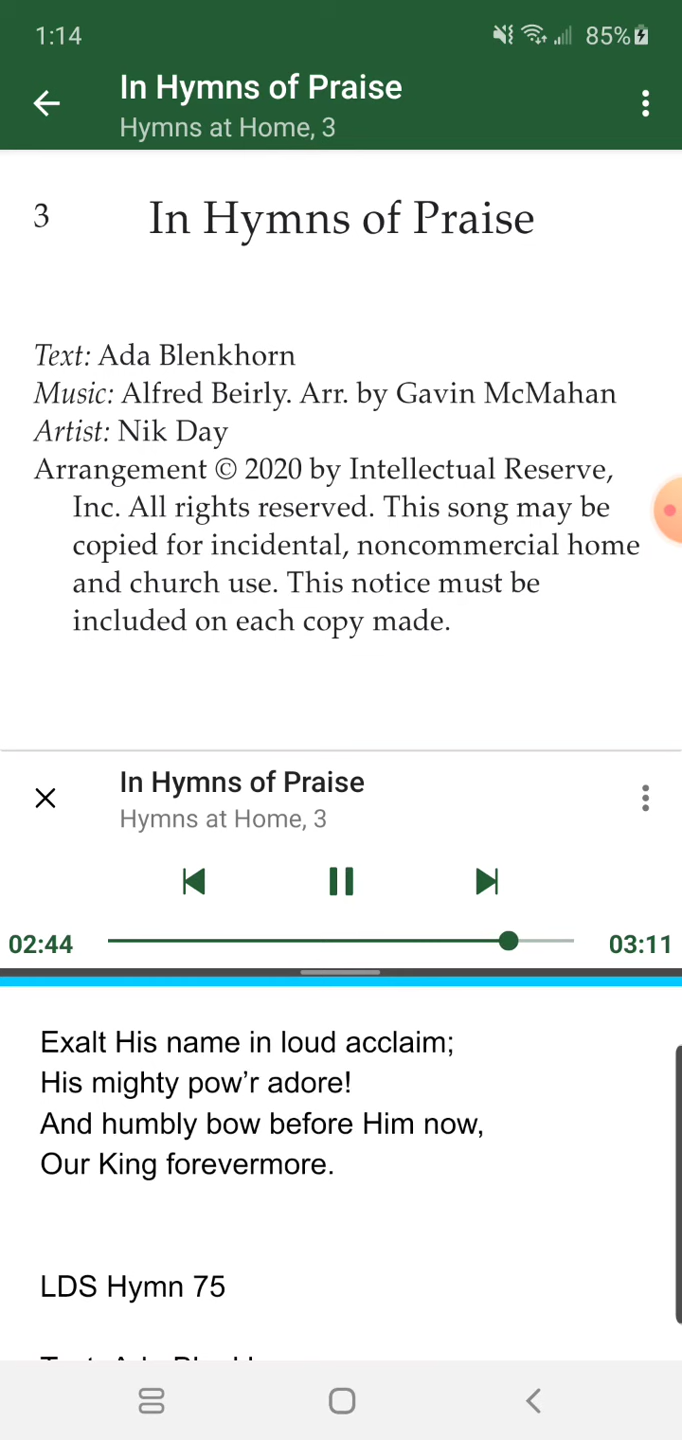 1:14
85%
In Hymns of Praise
Hymns at Home, 3
3 In Hymns of Praise
Text: Ada Blenkhorn
Music: Alfred Beirly. Arr. by Gavin McMahan
Artist: Nik Day
Arrangement © 2020 by Intellectual Reserve,
Inc. All rights reserved. This song may be
copied for incidental, noncommercial home
and church use. This notice must be
included on each copy made.
In Hymns of Praise
Hymns at Home, 3
02:44 03:11
Exalt His name in loud acclaim;
His mighty pow’r adore!
And humbly bow before Him now,
Our King forevermore.
LDS Hymn 75